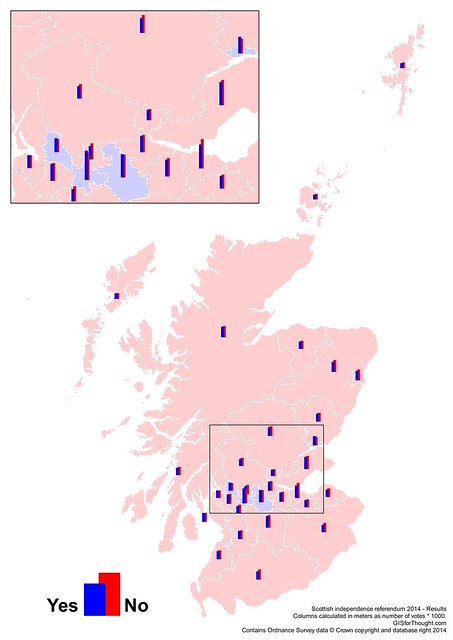 Yes No
Scottish independence referendum 2014 - Results
Columns calculated in meters as number of votes * 1000.
GISforThought.com
Contains Ordnance Survey data © Crown copyright and database right 2014